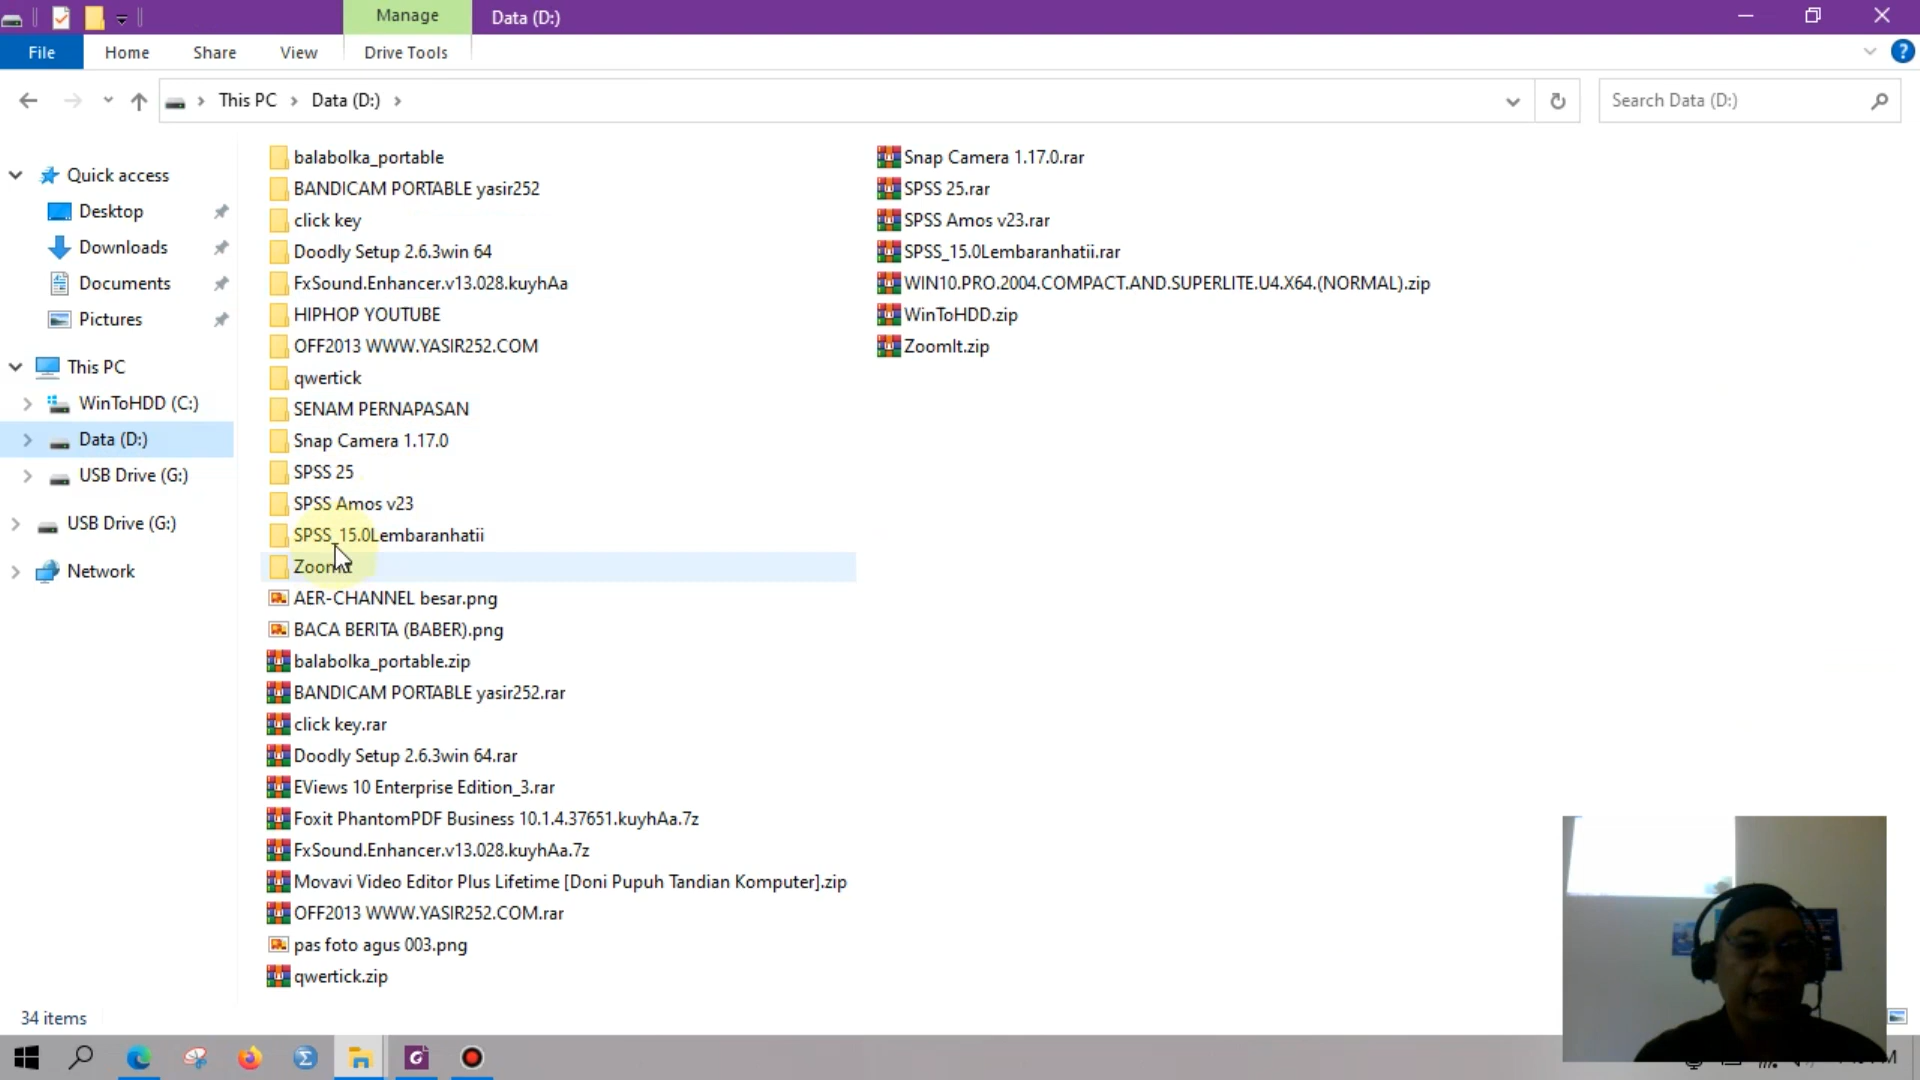 Manage
Data (D:)
File
Home
Share
View
Drive Tools
This PC
Data (D:)
Search Data (D:)
Quick access
Desktop
Downloads
Documents
Pictures
This PC
WinToHDD (C:)
Data (D:)
USB Drive (G:)
USB Drive (G:)
Network
balabolka_portable
BANDICAM PORTABLE yasir252
click key
Doodly Setup 2.6.3win 64
FxSound.Enhancer.v13.028.kuyhAa
HIPHOP YOUTUBE
OFF2013 WWW.YASIR252.COM
qwertick
SENAM PERNAPASAN
Snap Camera 1.17.0
SPSS 25
SPSS Amos v23
SPSS_15.0Lembaranhatii
ZoomIt
AER-CHANNEL besar.png
BACA BERITA (BABER).png
balabolka_portable.zip
BANDICAM PORTABLE yasir252.rar
click key.rar
Doodly Setup 2.6.3win 64.rar
EViews 10 Enterprise Edition_3.rar
Foxit PhantomPDF Business 10.1.4.37651.kuyhAa.7z
FxSound.Enhancer.v13.028.kuyhAa.7z
Movavi Video Editor Plus Lifetime [Doni Pupuh Tandian Komputer].zip
OFF2013 WWW.YASIR252.COM.rar
pas foto agus 003.png
qwertick.zip
Snap Camera 1.17.0.rar
SPSS 25.rar
SPSS Amos v23.rar
SPSS_15.0Lembaranhatii.rar
WIN10.PRO.2004.COMPACT.AND.SUPERLITE.U4.X64.(NORMAL).zip
WinToHDD.zip
ZoomIt.zip
34 items